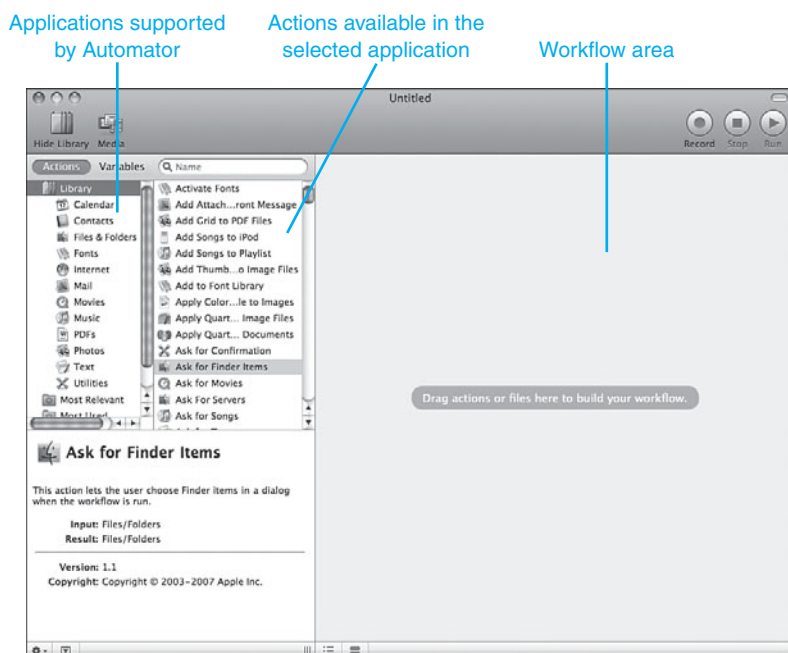 Applications supported
by Automator
Actions available in the
selected application
Workflow area
Untitled
Hide Library
Media
Record
Stop
Run
Actions
Variables
Name
Library
Calendar
Contacts
Files & Folders
Fonts
Internet
Mail
Movies
Music
PDFs
Photos
Text
Utilities
Most Relevant
Most Used
Activate Fonts
Add Attach...ront Message
Add Grid to PDF Files
Add Songs to iPod
Add Songs to Playlist
Add Thumb...o Image Files
Add to Font Library
Apply Color...le to Images
Apply Quart... Image Files
Apply Quart... Documents
Ask for Confirmation
Ask for Finder Items
Ask for Movies
Ask For Servers
Ask for Songs
Drag actions or files here to build your workflow.
Ask for Finder Items
This action lets the user choose Finder items in a dialog
when the workflow is run.
Input: Files/Folders
Result: Files/Folders
Version: 1.1
Copyright: Copyright © 2003–2007 Apple Inc.